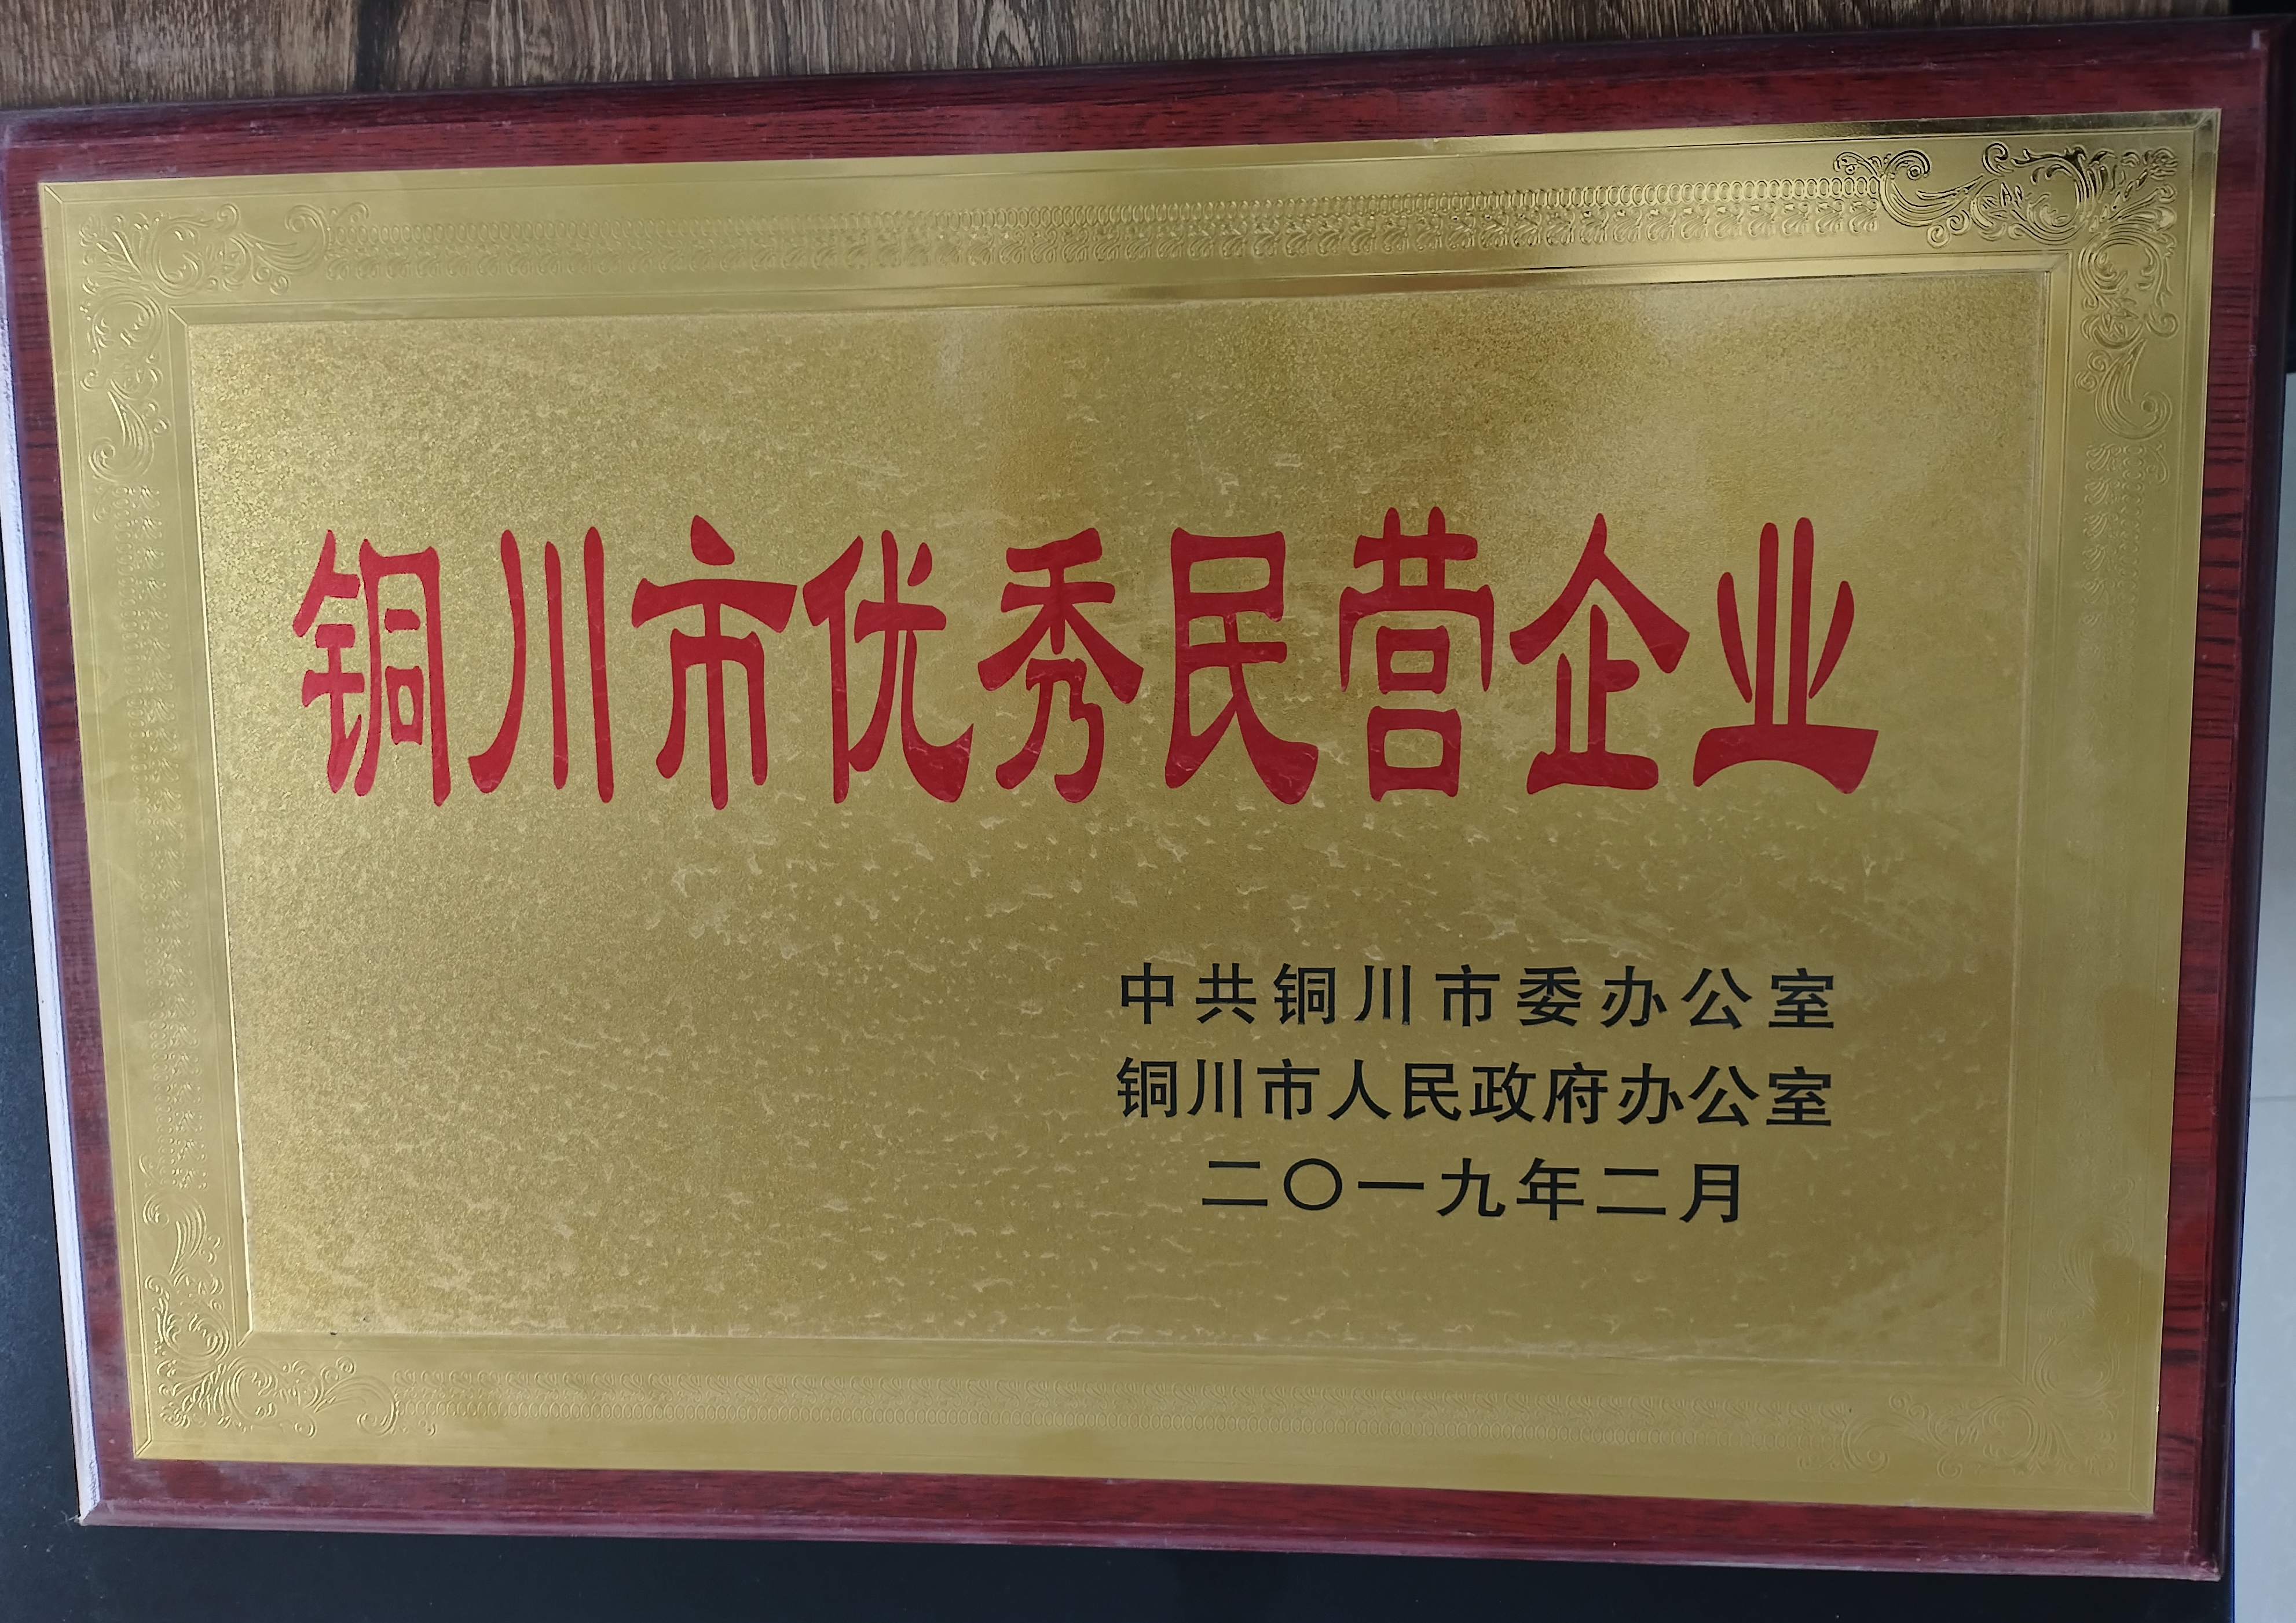 铜川市优秀民营企业
中共铜川市委办公室
铜川市人民政府办公室
二〇一九年二月